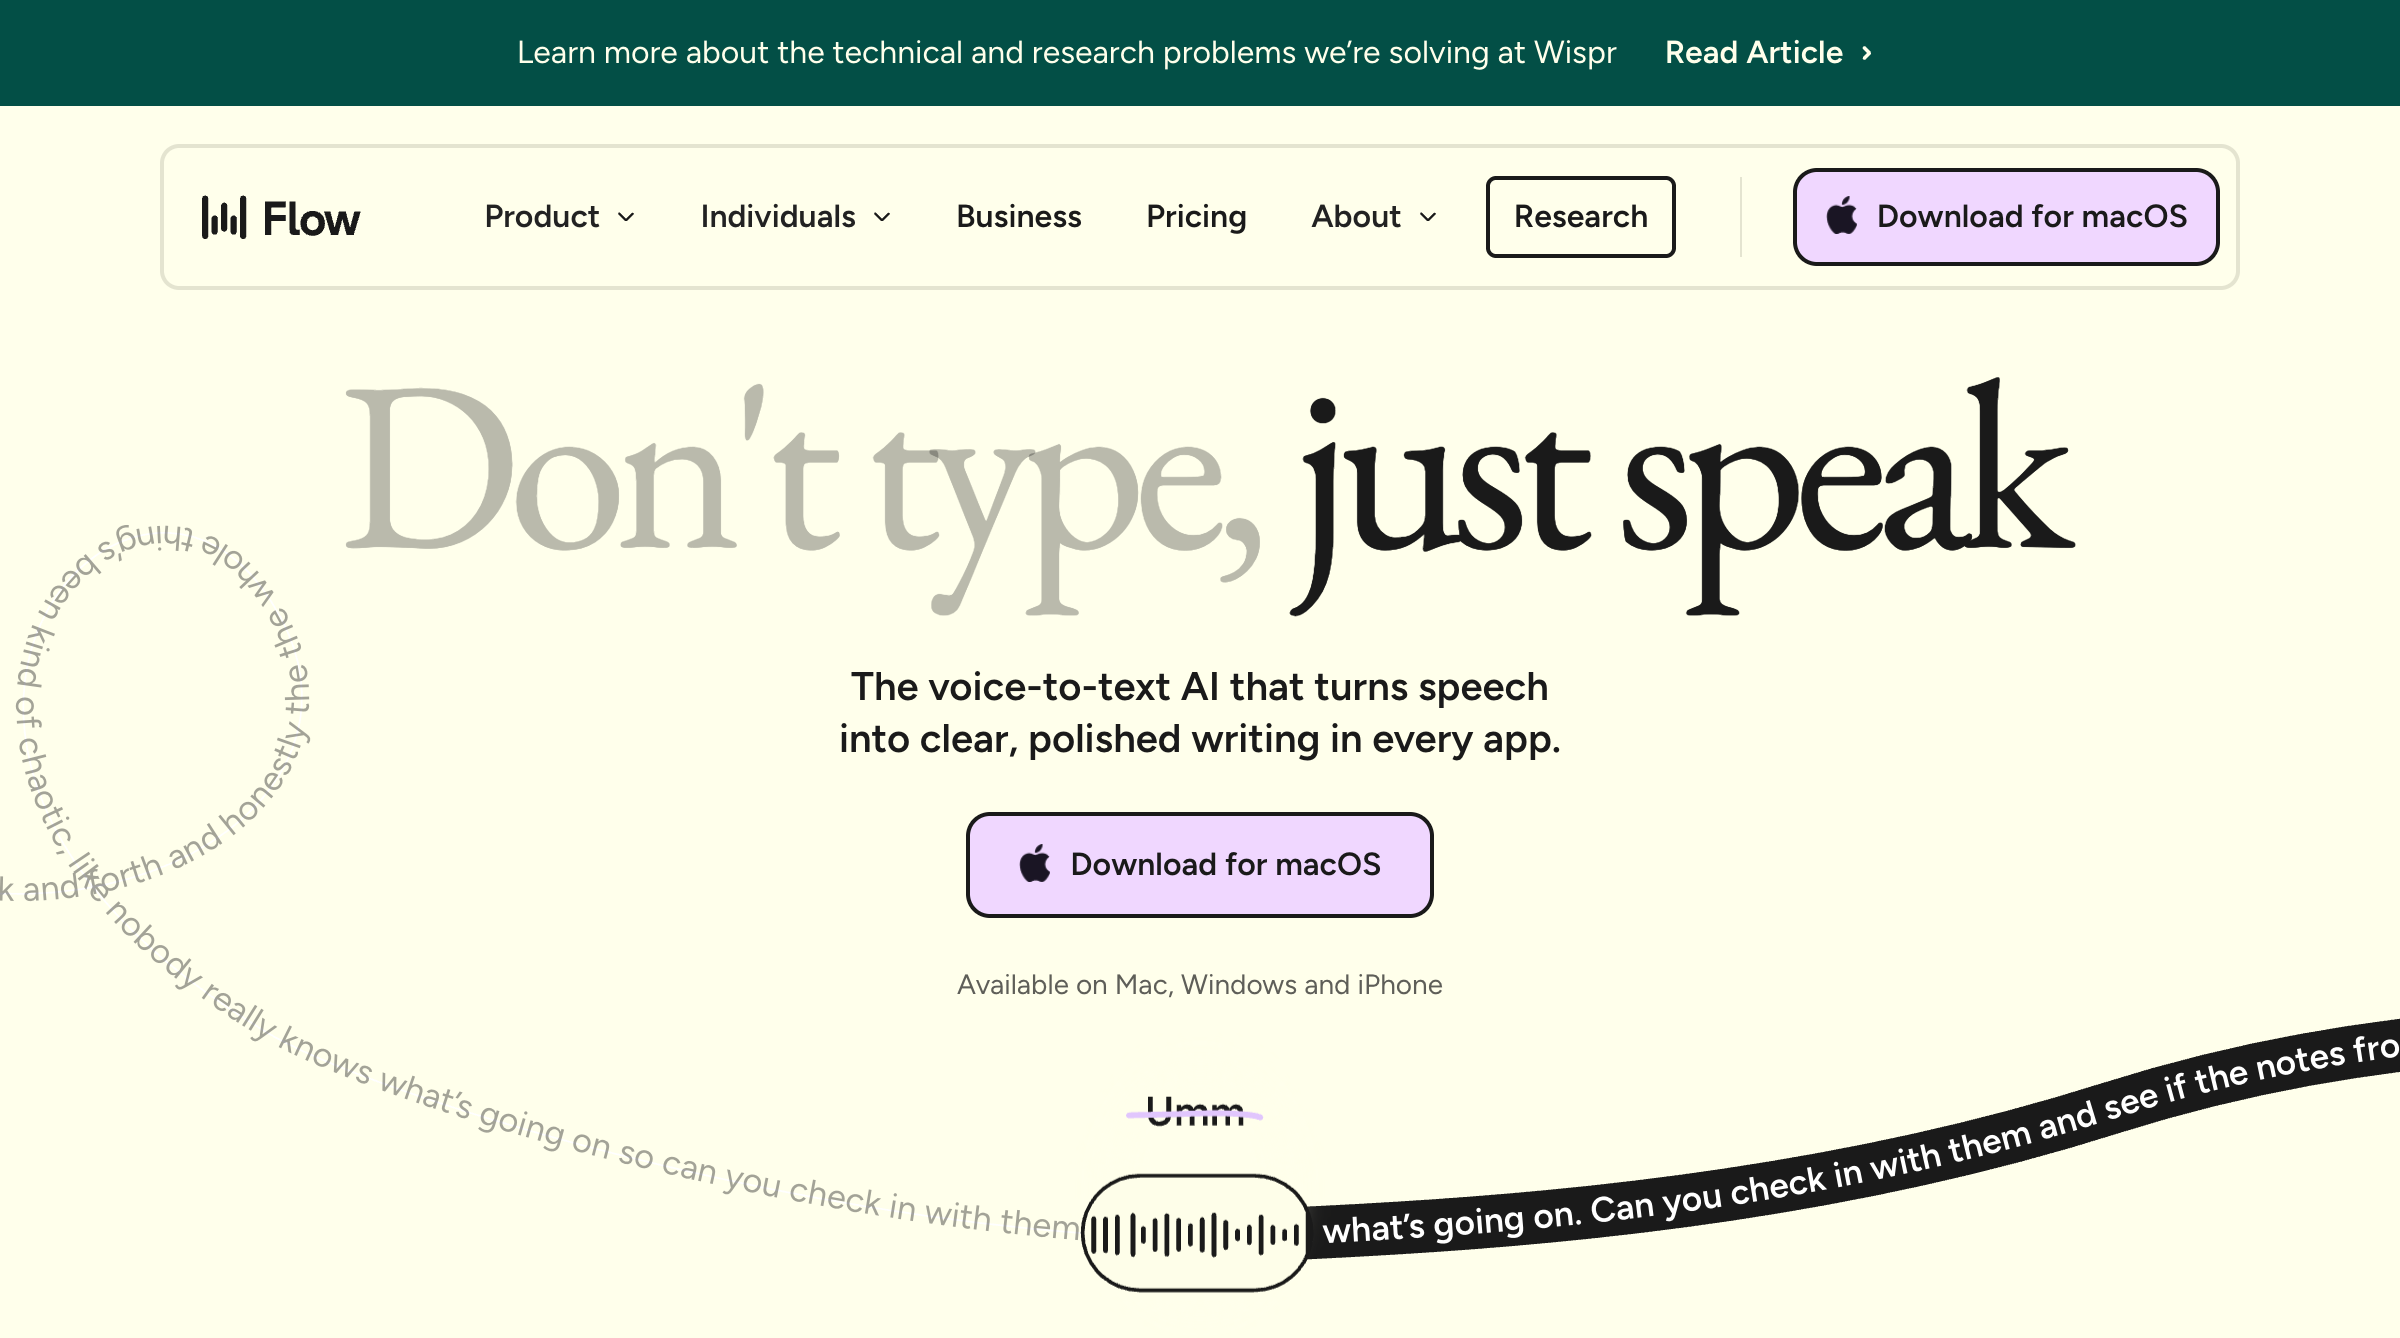 Learn more about the technical and research problems we’re solving at Wispr Read Article
Flow
Product
Individuals
Business
Pricing
About
Research
Download for macOS
Don't type, just speak
The voice-to-text AI that turns speech
into clear, polished writing in every app.
Download for macOS
Available on Mac, Windows and iPhone
k and forth and honestly the the whole thing’s been kind of chaotic, like nobody really knows what’s going on so can you check in with them
Umm
what’s going on. Can you check in with them and see if the notes fro